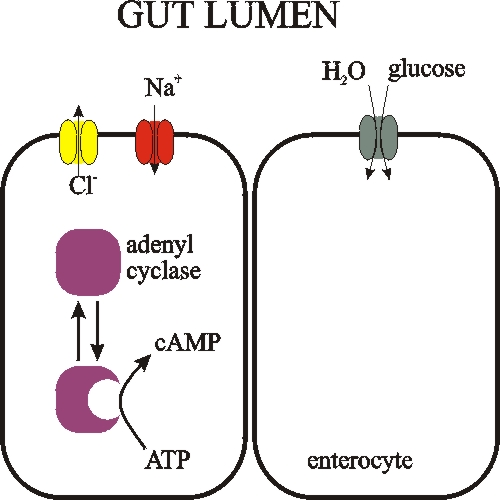 GUT LUMEN
H₂O glucose
Na⁺
Cl⁻
adenyl
cyclase
cAMP
ATP
enterocyte